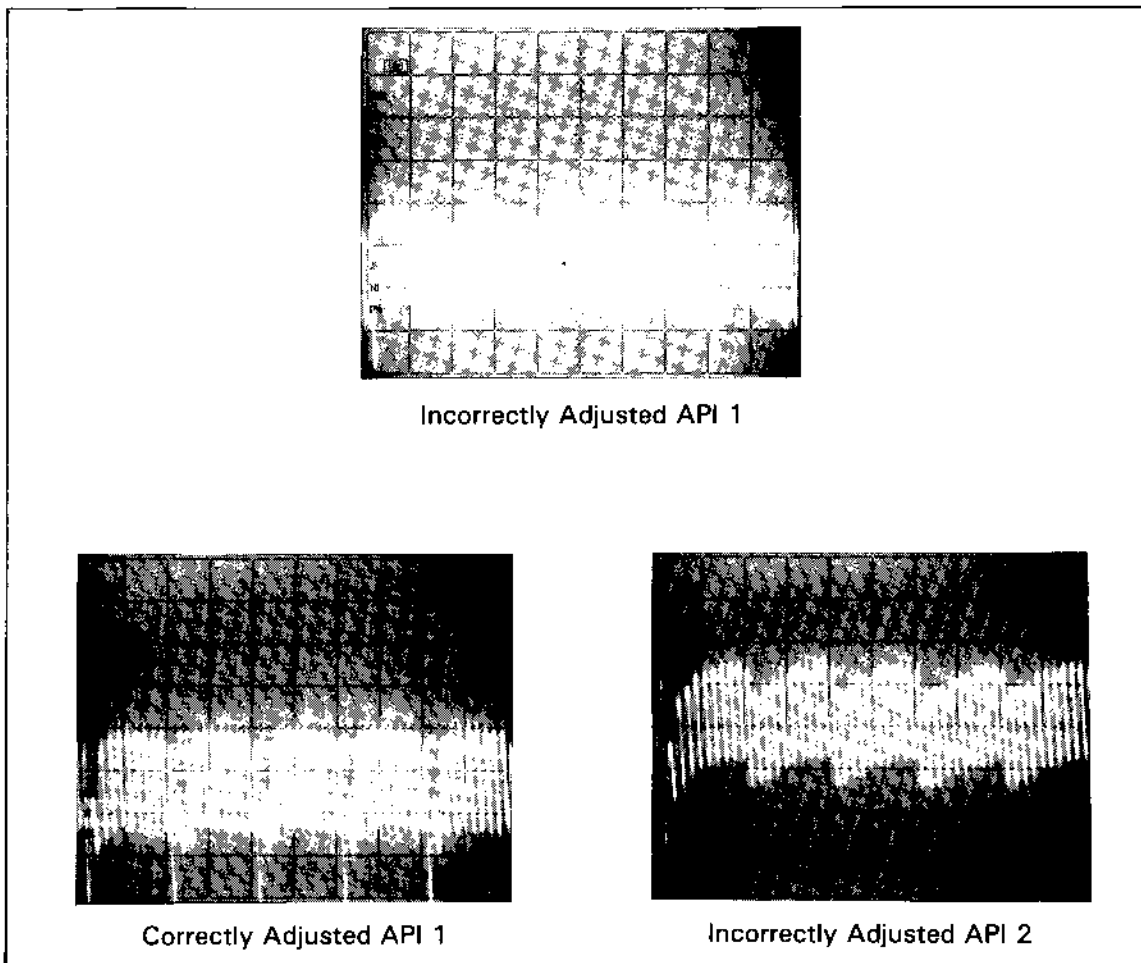 Incorrectly Adjusted API 1
Correctly Adjusted API 1
Incorrectly Adjusted API 2